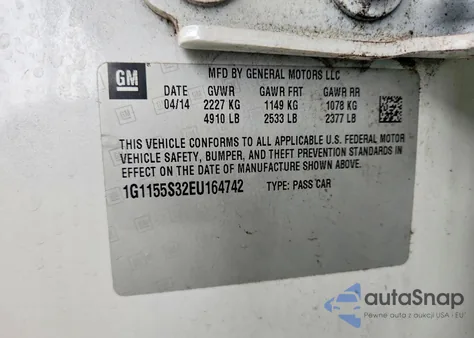 GM
MFD BY GENERAL MOTORS LLC
DATE GVWR GAWR FRT GAWR RR
04/14 2227 KG 1149 KG 1078 KG
4910 LB 2533 LB 2377 LB
THIS VEHICLE CONFORMS TO ALL APPLICABLE U.S. FEDERAL MOTOR
VEHICLE SAFETY, BUMPER, AND THEFT PREVENTION STANDARDS IN
EFFECT ON THE DATE OF MANUFACTURE SHOWN ABOVE.
1G1155S32EU164742 TYPE: PASS CAR
autoSnap
Pewne auto z aukcji USA - EU